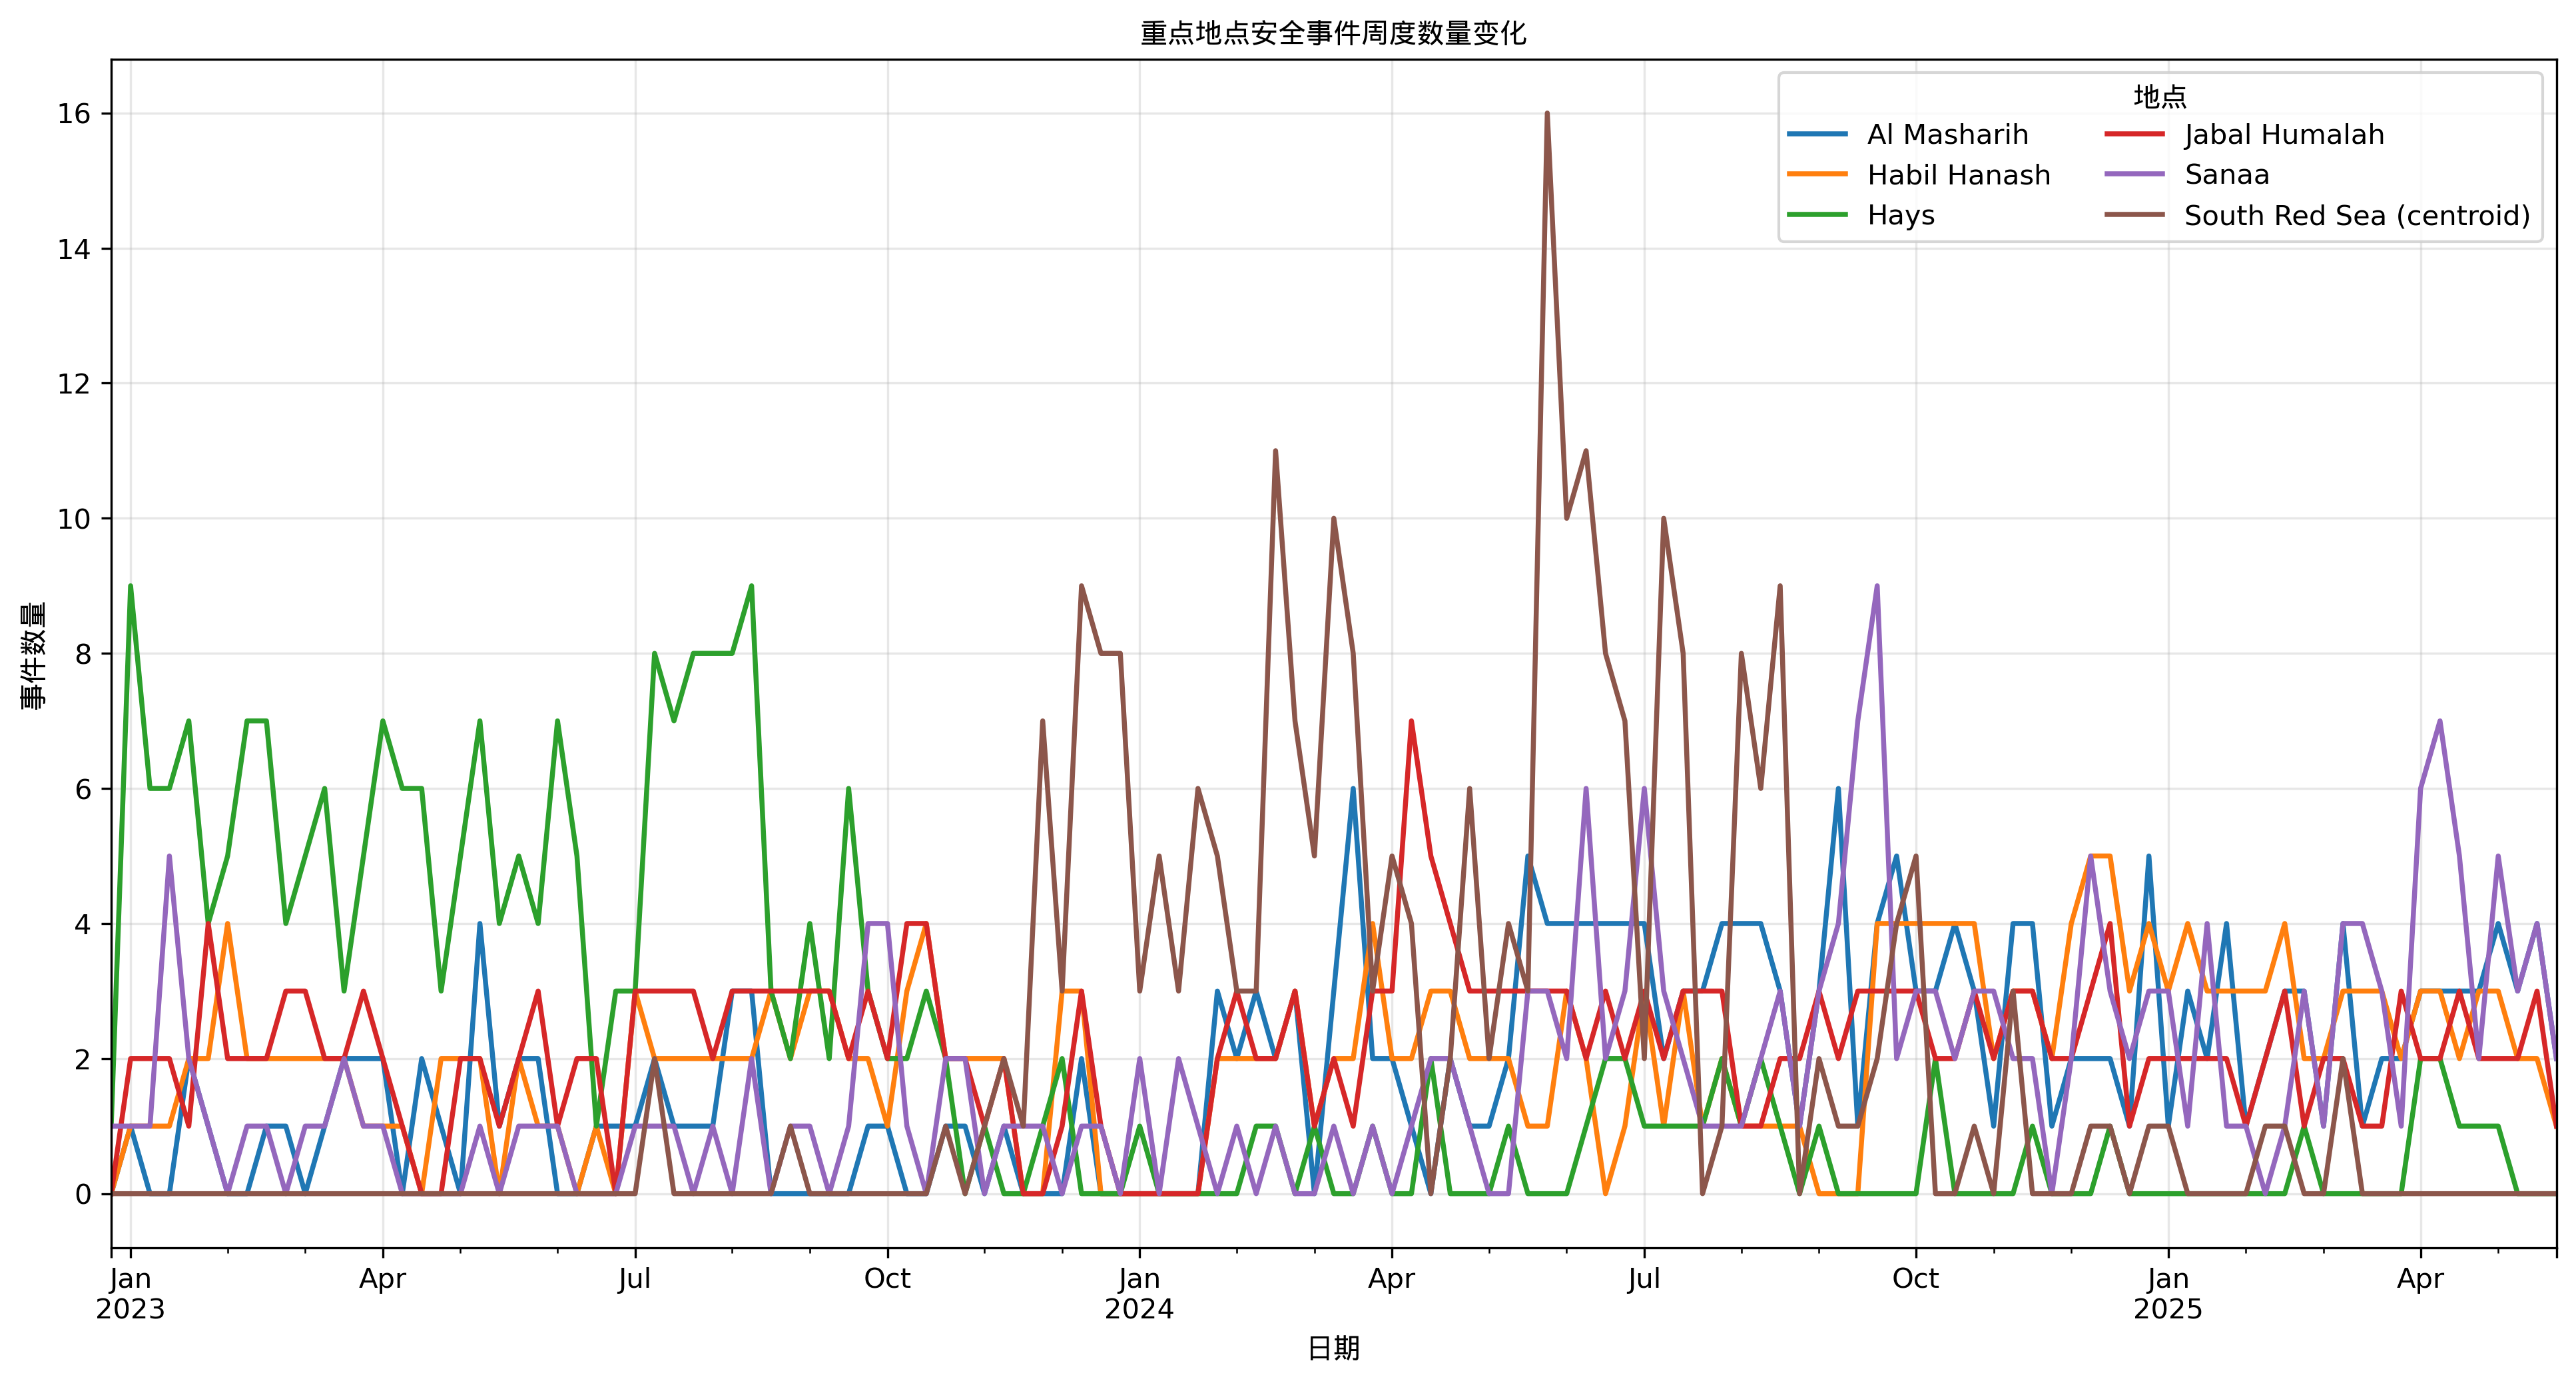 重点地点安全事件周度数量变化
地点
Al Masharih
Habil Hanash
Hays
Jabal Humalah
Sanaa
South Red Sea (centroid)
事件数量
16
14
12
10
8
6
4
2
0
Jan Apr Jul Oct Jan Apr Jul Oct Jan Apr
2023 2024 2025
日期